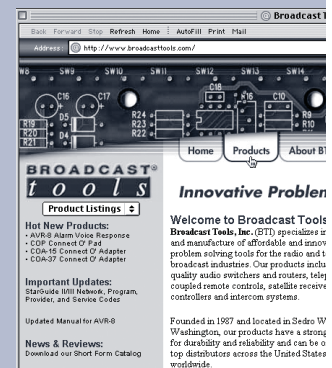 Broadcast T
Back Forward Stop Refresh Home AutoFill Print Mail
Address: http://www.broadcasttools.com/
SW9 SW10 SW11 SW12 SW13 SW14
C18
C16 C17 F16 C10
D5
R19 R24 R9
R20 D4 R23 R10
R21 R22
Home Products About BT
BROADCAST®
tools
Product Listings
Innovative Problem
Hot New Products:
• AVR-8 Alarm Voice Response
• COP Connect O' Pad
• COA-15 Connect O' Adapter
• COA-37 Connect O' Adapter
Important Updates:
StarGuide II/III Network, Program,
Provider, and Service Codes
Updated Manual for AVR-8
News & Reviews:
Download our Short Form Catalog
Welcome to Broadcast Tools
Broadcast Tools, Inc. (BTI) specializes in
and manufacture of affordable and innov
problem solving tools for the radio and t
broadcast industries. Our products inclu
quality audio switchers and routers, telep
coupled remote controls, satellite receive
controllers and intercom systems.
Founded in 1987 and located in Sedro W
Washington, our products have a strong
for durability and reliability and can be o
top distributors across the United States
worldwide.